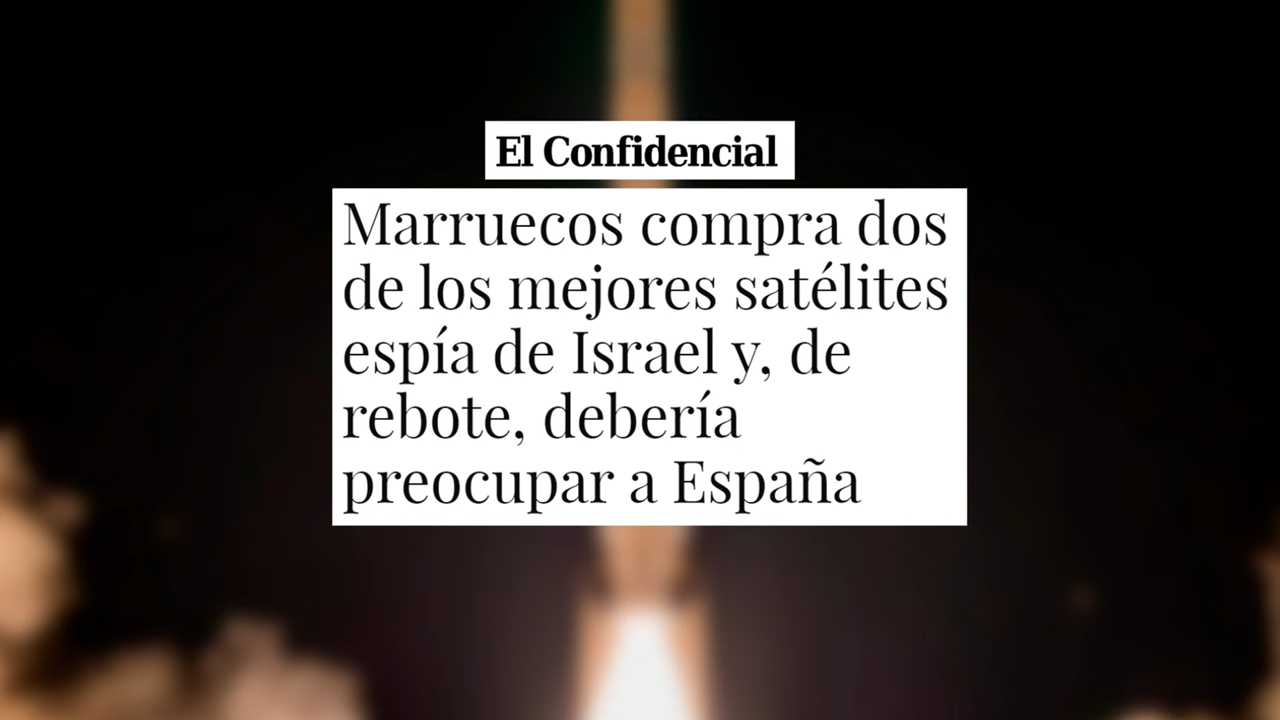 El Confidencial
Marruecos compra dos
de los mejores satélites
espía de Israel y, de
rebote, debería
preocupar a España